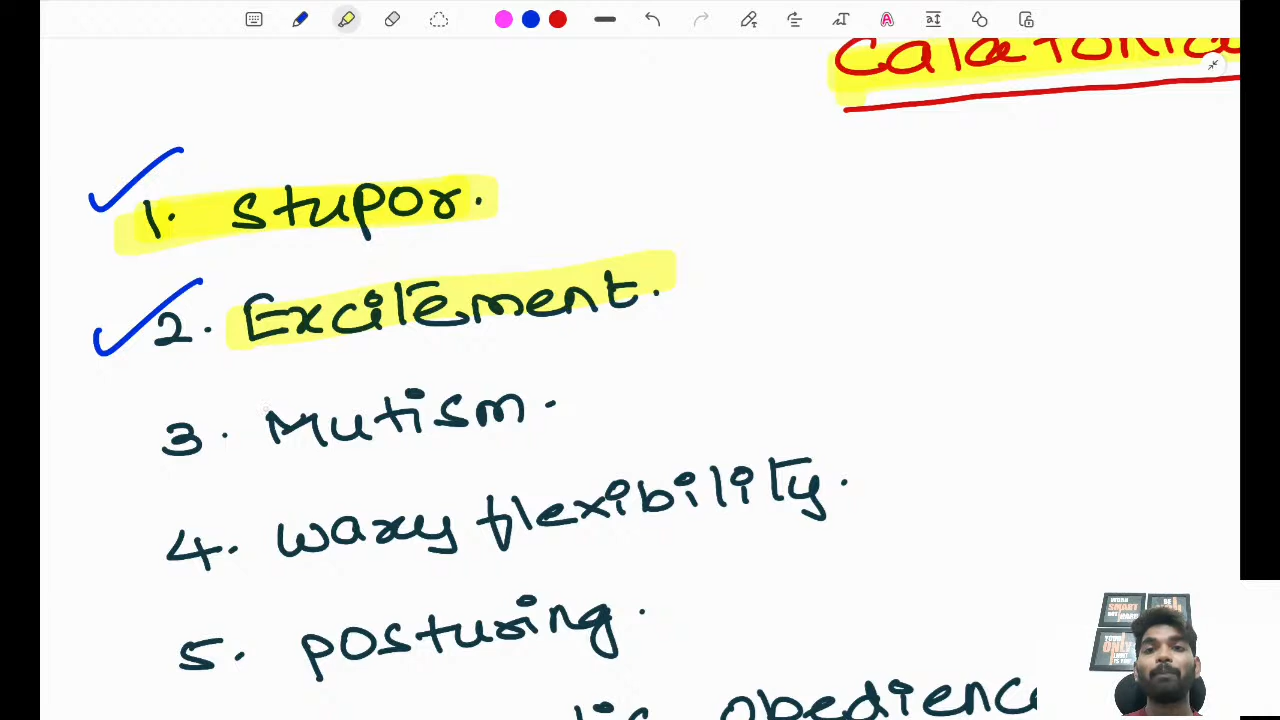 Catatonia
1. Stupor.
2. Excitement.
3. Mutism.
4. waxy flexibility.
5. posturing.
obedience